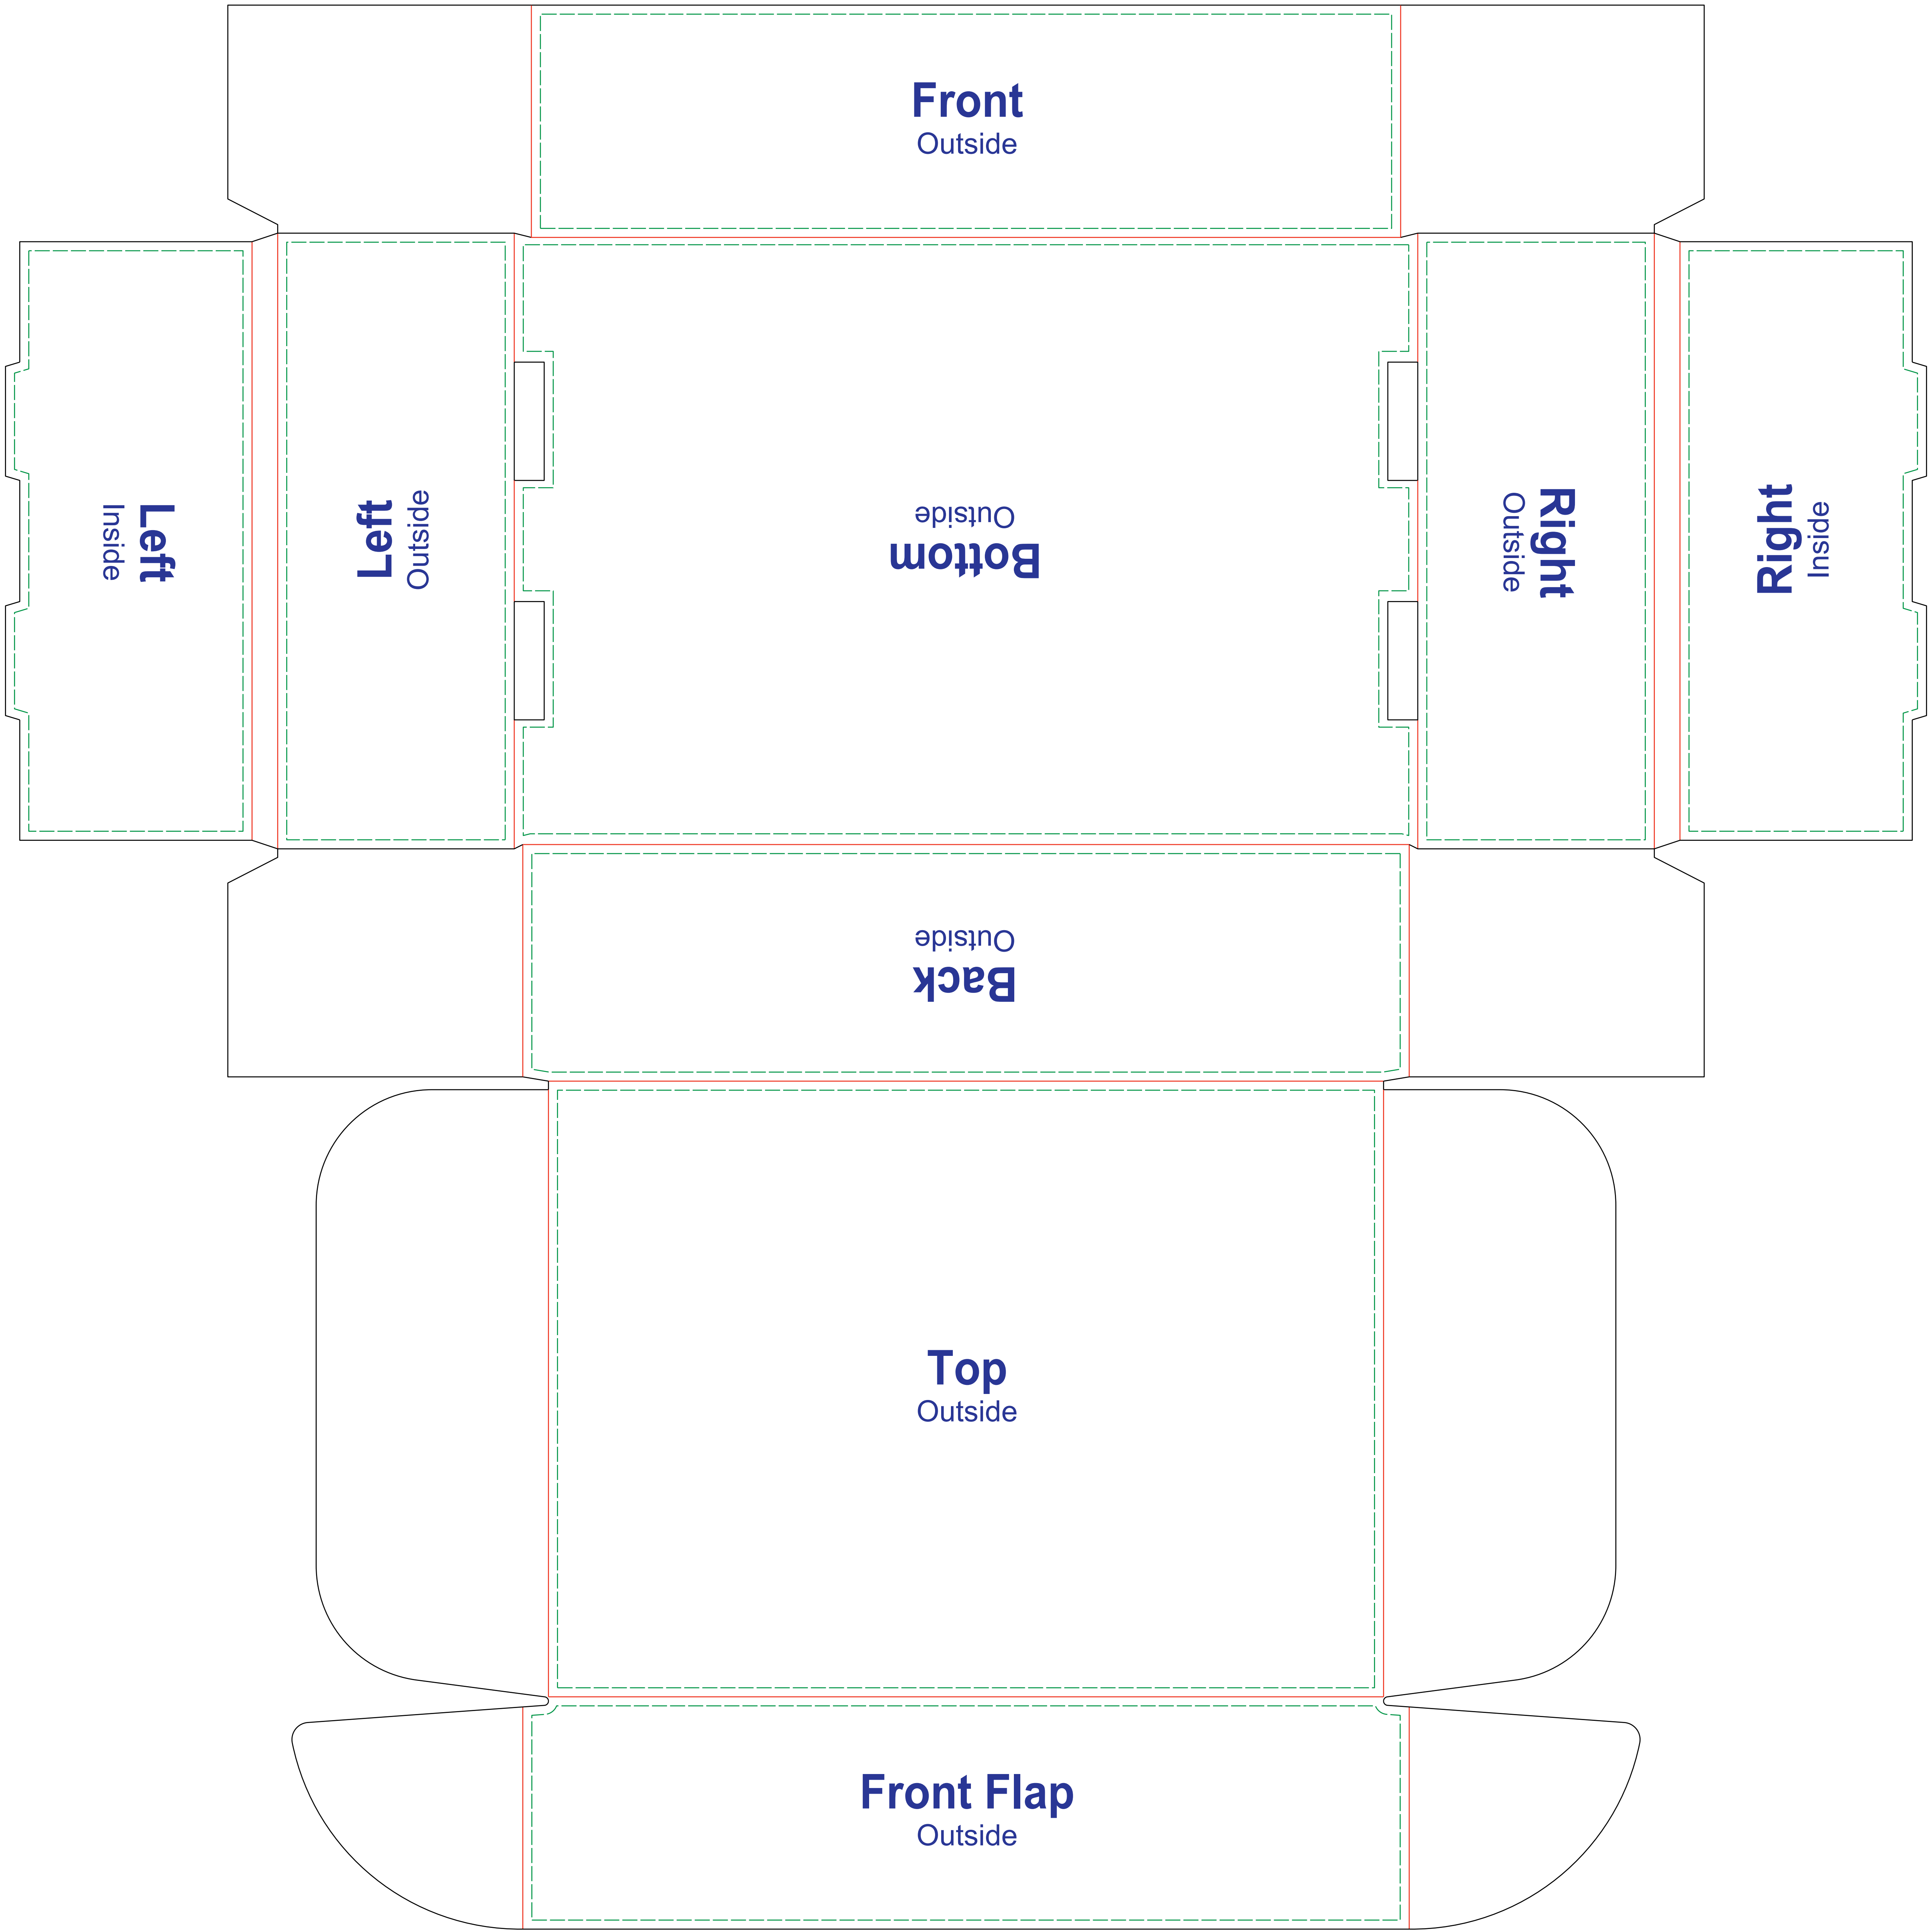 Front
Outside
Left
Inside
Left
Outside
Bottom
Outside
Right
Outside
Right
Inside
Back
Outside
Top
Outside
Front Flap
Outside